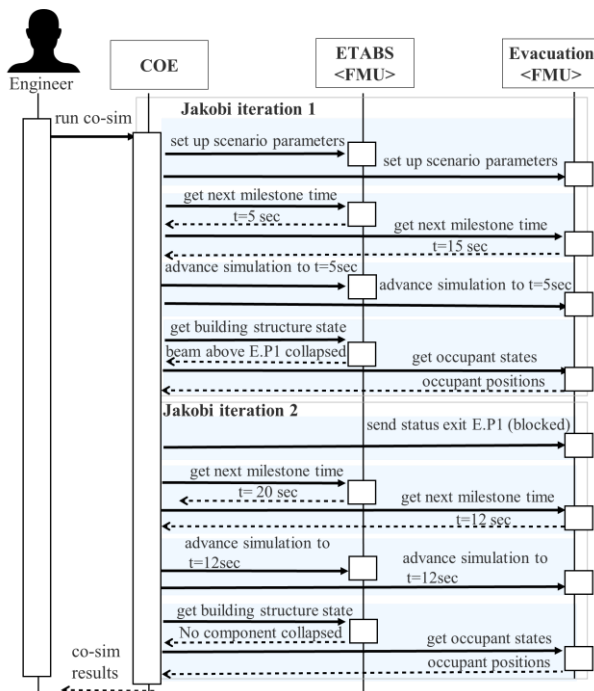 Engineer
COE
ETABS
<FMU>
Evacuation
<FMU>
Jakobi iteration 1
run co-sim
set up scenario parameters
set up scenario parameters
get next milestone time
t=5 sec
get next milestone time
t=15 sec
advance simulation to t=5sec
advance simulation to t=5sec
get building structure state
beam above E.P1 collapsed
get occupant states
occupant positions
Jakobi iteration 2
send status exit E.P1 (blocked)
get next milestone time
t= 20 sec
get next milestone time
t=12 sec
advance simulation to
t=12sec
advance simulation to
t=12sec
get building structure state
No component collapsed
get occupant states
occupant positions
co-sim
results